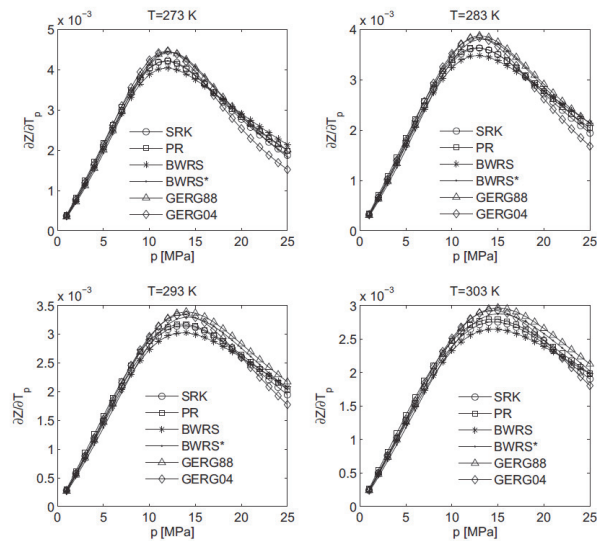 T=273 K
x 10⁻³
5
4
3
2
1
0
∂Z/∂T_p
SRK
PR
BWRS
BWRS*
GERG88
GERG04
0 5 10 15 20 25
p [MPa]
T=283 K
x 10⁻³
4
3
2
1
0
∂Z/∂T_p
SRK
PR
BWRS
BWRS*
GERG88
GERG04
0 5 10 15 20 25
p [MPa]
T=293 K
x 10⁻³
3.5
3
2.5
2
1.5
1
0.5
0
∂Z/∂T_p
SRK
PR
BWRS
BWRS*
GERG88
GERG04
0 5 10 15 20 25
p [MPa]
T=303 K
x 10⁻³
3
2.5
2
1.5
1
0.5
0
∂Z/∂T_p
SRK
PR
BWRS
BWRS*
GERG88
GERG04
0 5 10 15 20 25
p [MPa]